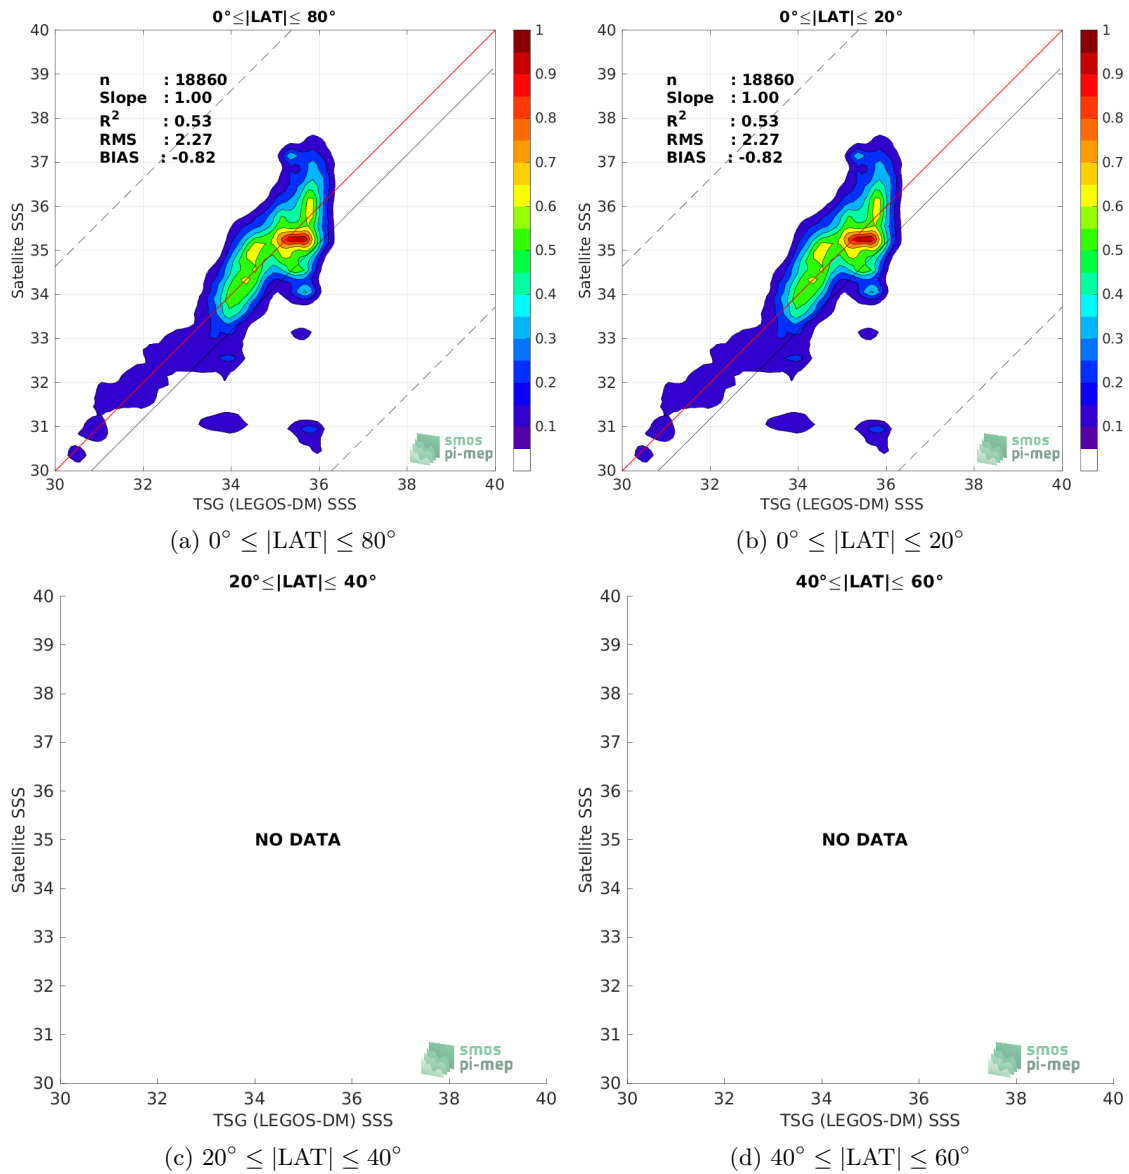 0°≤|LAT|≤ 80°
40
39
38
37
36
35
34
33
32
31
30
Satellite SSS
n : 18860
Slope : 1.00
R² : 0.53
RMS : 2.27
BIAS : -0.82
smos
pi-mep
30 32 34 36 38 40
TSG (LEGOS-DM) SSS
1
0.9
0.8
0.7
0.6
0.5
0.4
0.3
0.2
0.1
(a) 0° ≤ |LAT| ≤ 80°
0°≤|LAT|≤ 20°
40
39
38
37
36
35
34
33
32
31
30
Satellite SSS
n : 18860
Slope : 1.00
R² : 0.53
RMS : 2.27
BIAS : -0.82
smos
pi-mep
30 32 34 36 38 40
TSG (LEGOS-DM) SSS
1
0.9
0.8
0.7
0.6
0.5
0.4
0.3
0.2
0.1
(b) 0° ≤ |LAT| ≤ 20°
20°≤|LAT|≤ 40°
40
39
38
37
36
35
34
33
32
31
30
Satellite SSS
NO DATA
smos
pi-mep
30 32 34 36 38 40
TSG (LEGOS-DM) SSS
(c) 20° ≤ |LAT| ≤ 40°
40°≤|LAT|≤ 60°
40
39
38
37
36
35
34
33
32
31
30
Satellite SSS
NO DATA
smos
pi-mep
30 32 34 36 38 40
TSG (LEGOS-DM) SSS
(d) 40° ≤ |LAT| ≤ 60°